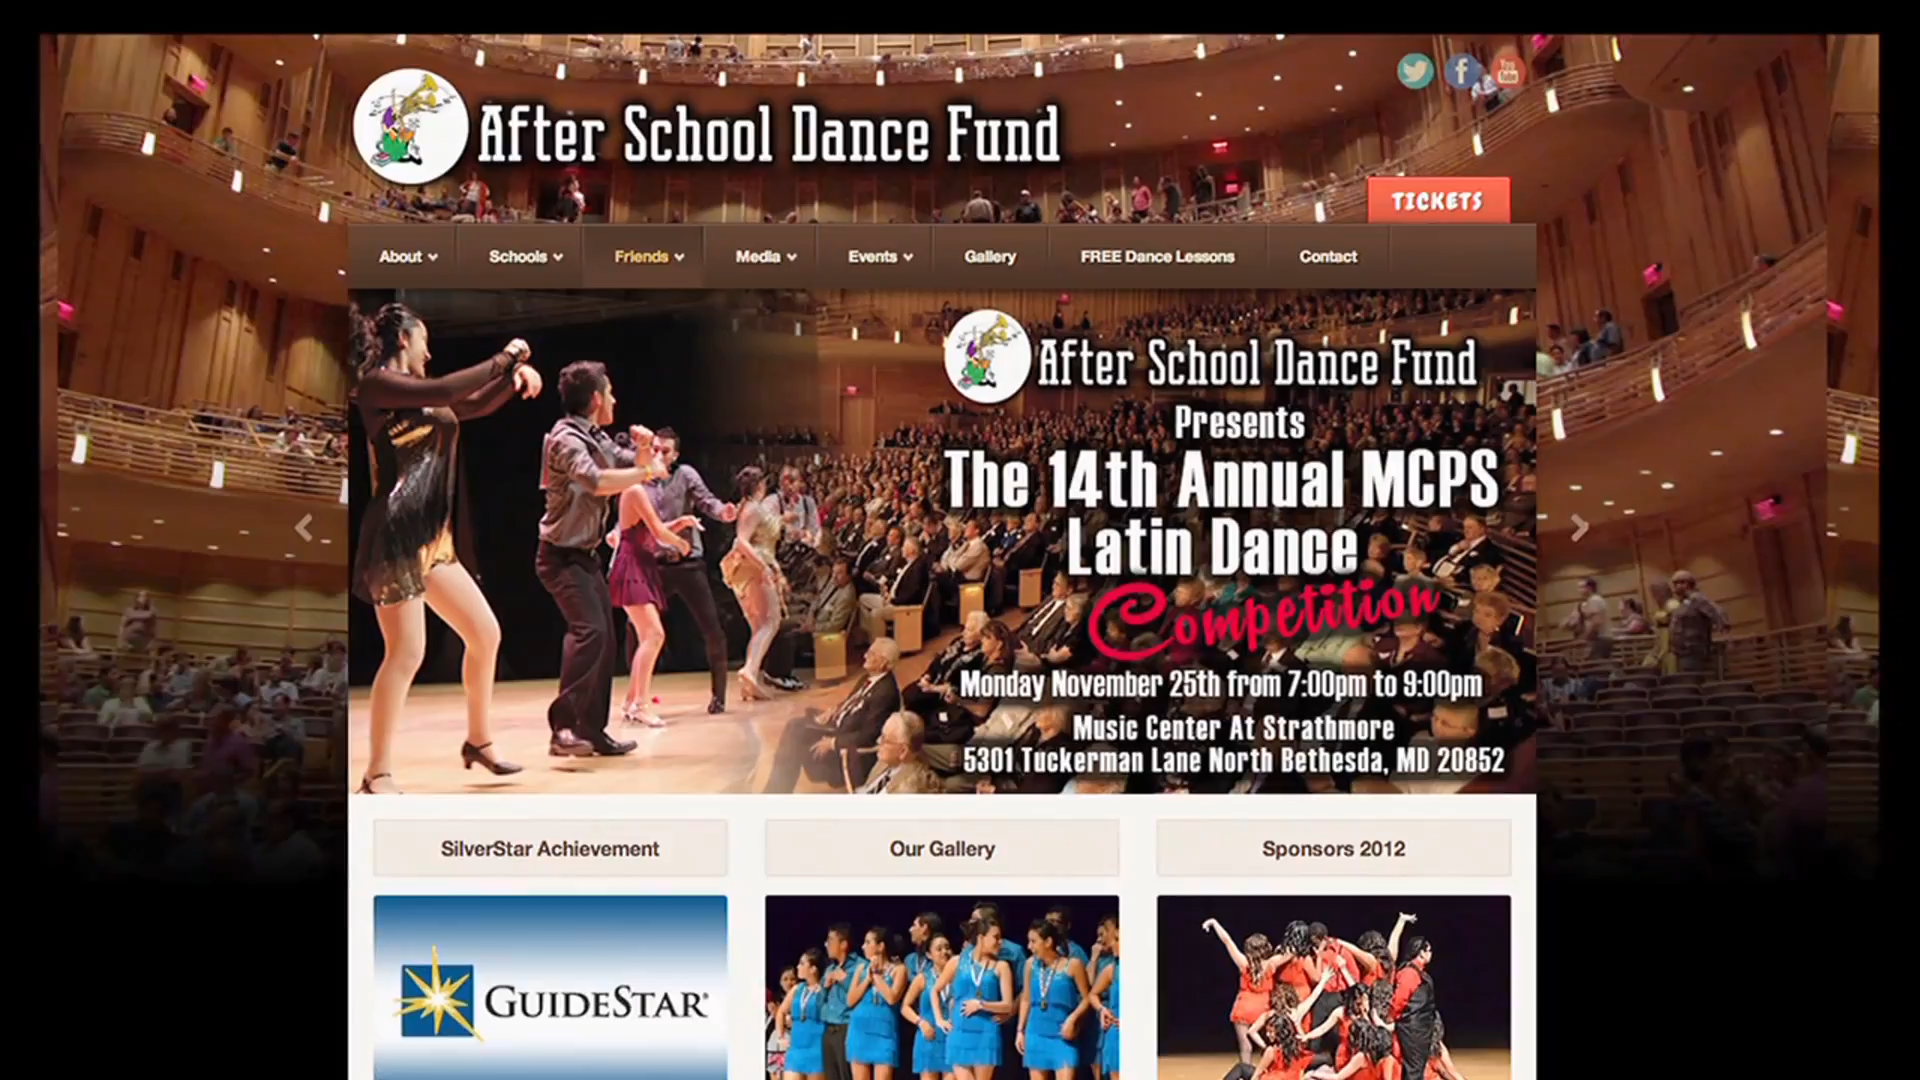 After School Dance Fund
You
Tube
TICKETS
About
Schools
Friends
Media
Events
Gallery
FREE Dance Lessons
Contact
After School Dance Fund
Presents
The 14th Annual MCPS
Latin Dance
Competition
Monday November 25th from 7:00pm to 9:00pm
Music Center At Strathmore
5301 Tuckerman Lane North Bethesda, MD 20852
SilverStar Achievement
Our Gallery
Sponsors 2012
GUIDESTAR®